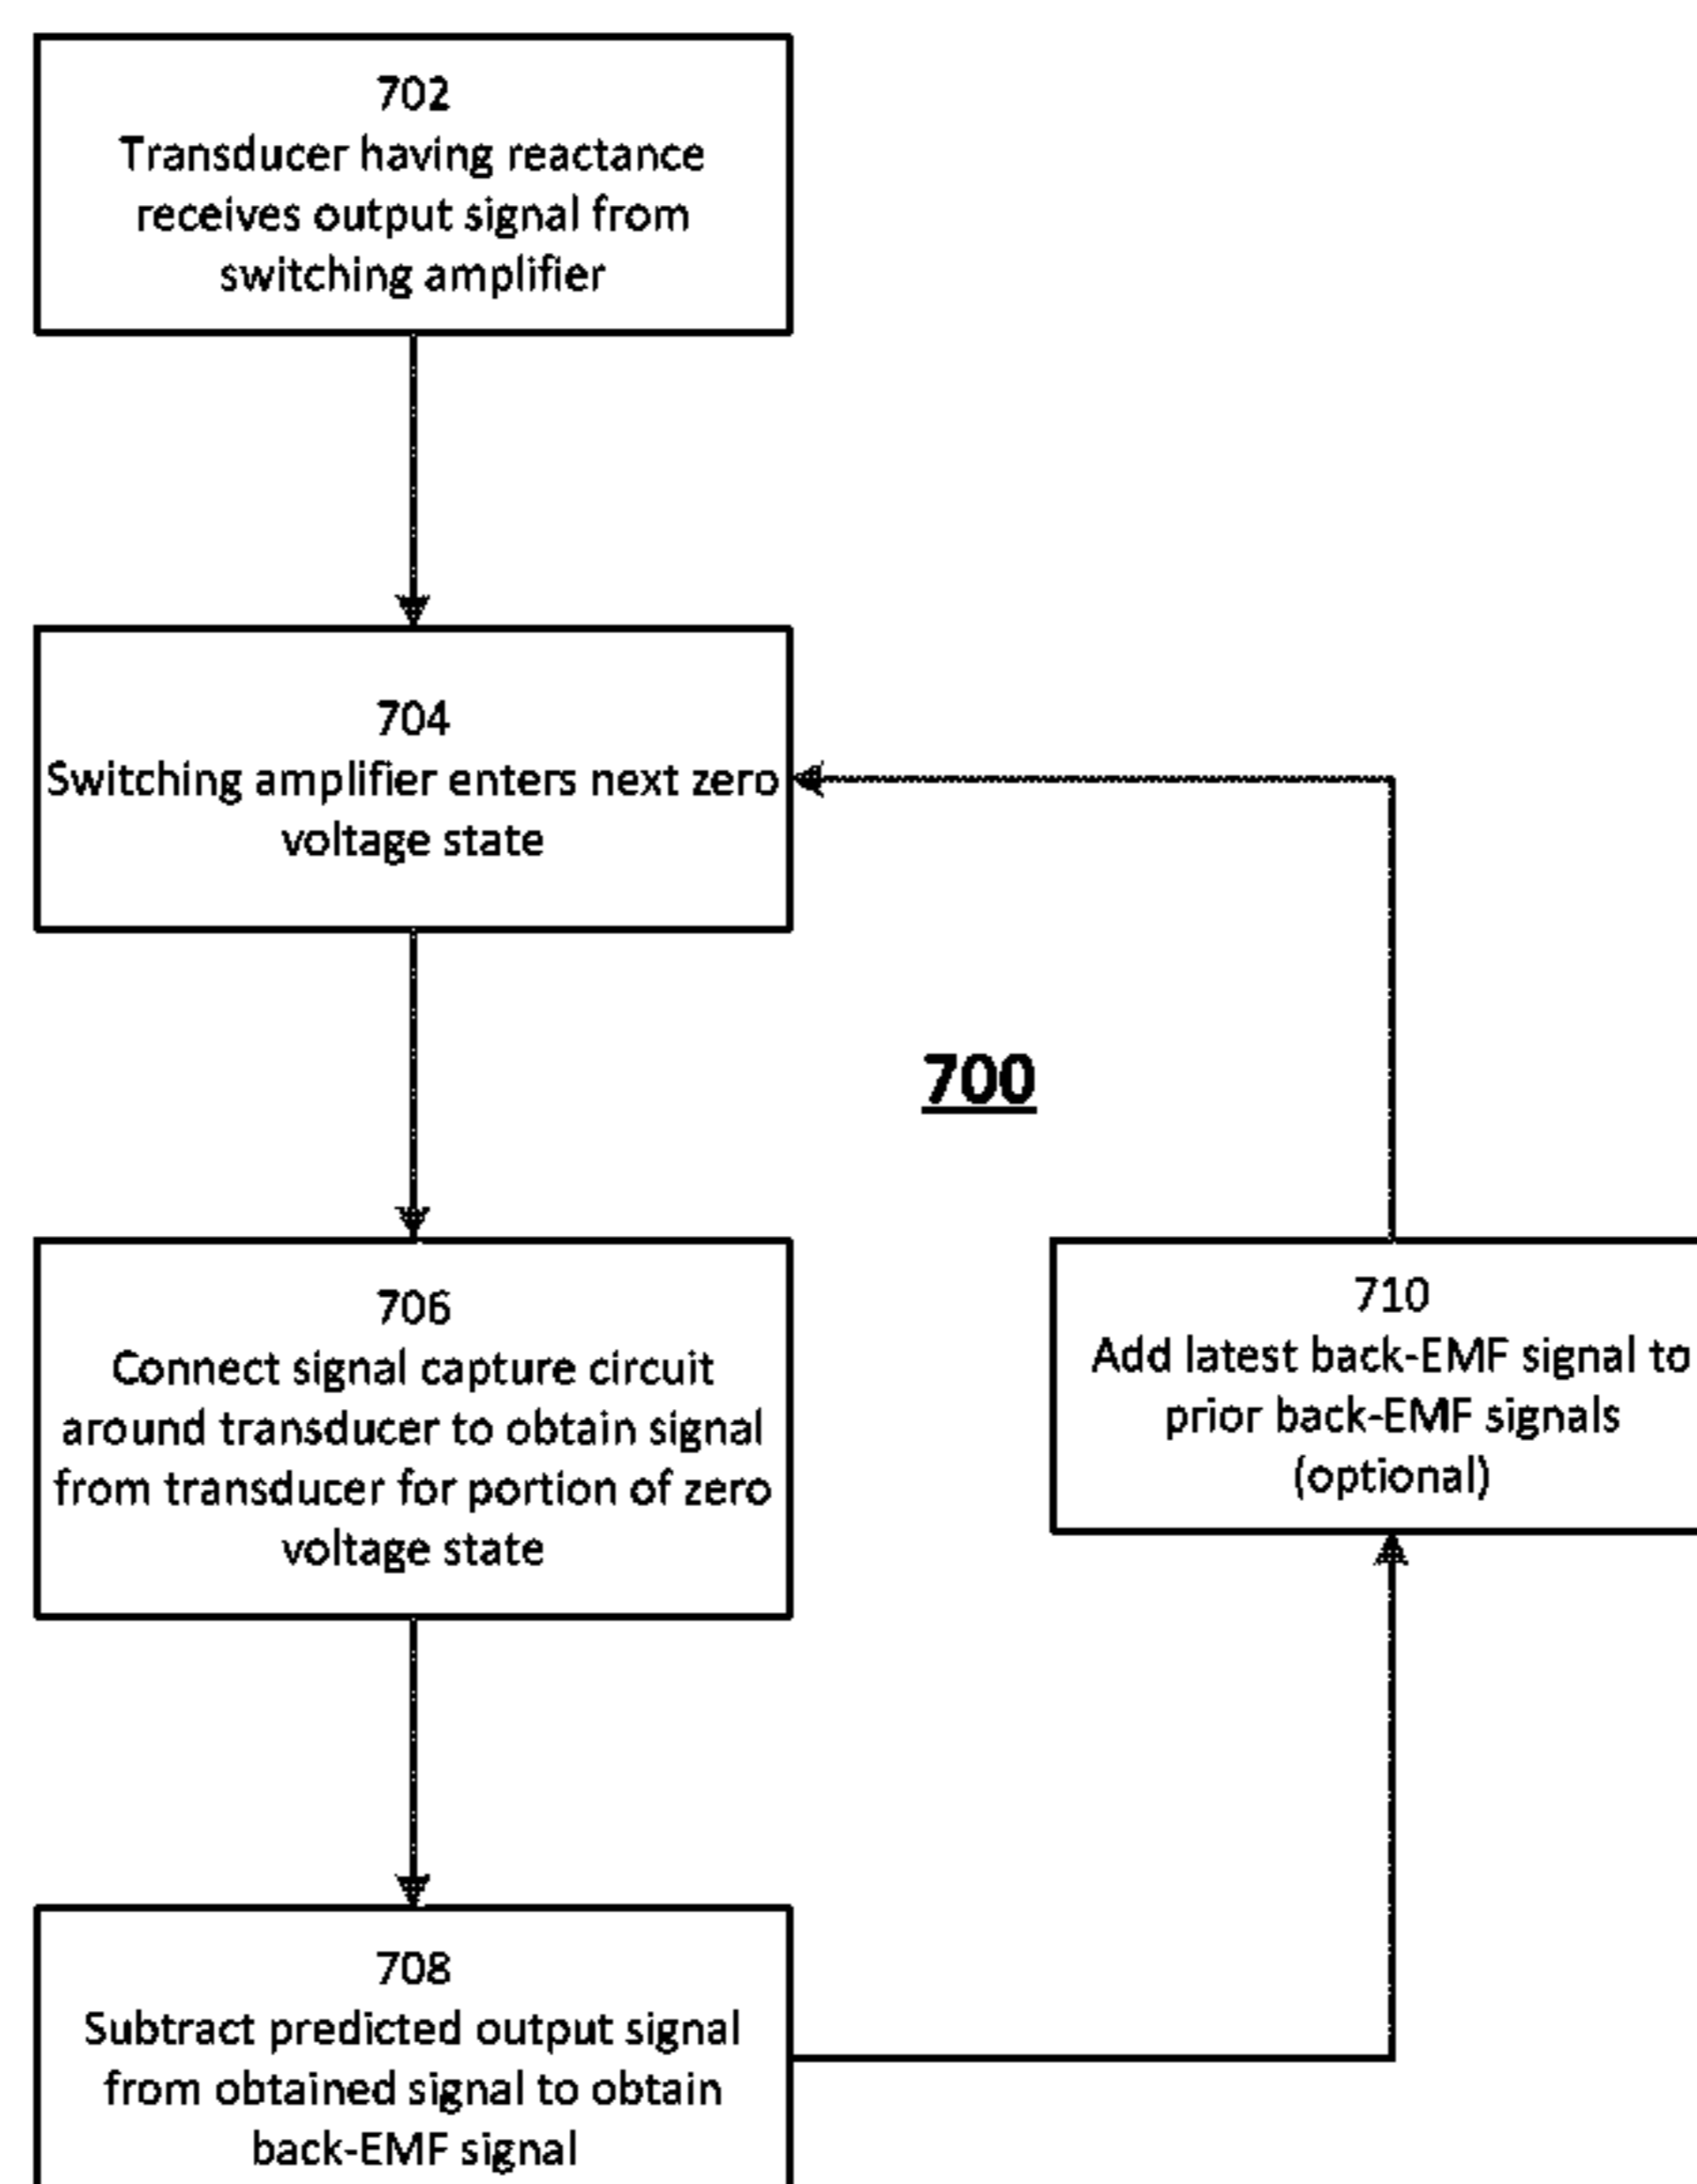 702
Transducer having reactance
receives output signal from
switching amplifier
704
Switching amplifier enters next zero
voltage state
700
706
Connect signal capture circuit
around transducer to obtain signal
from transducer for portion of zero
voltage state
710
Add latest back-EMF signal to
prior back-EMF signals
(optional)
708
Subtract predicted output signal
from obtained signal to obtain
back-EMF signal